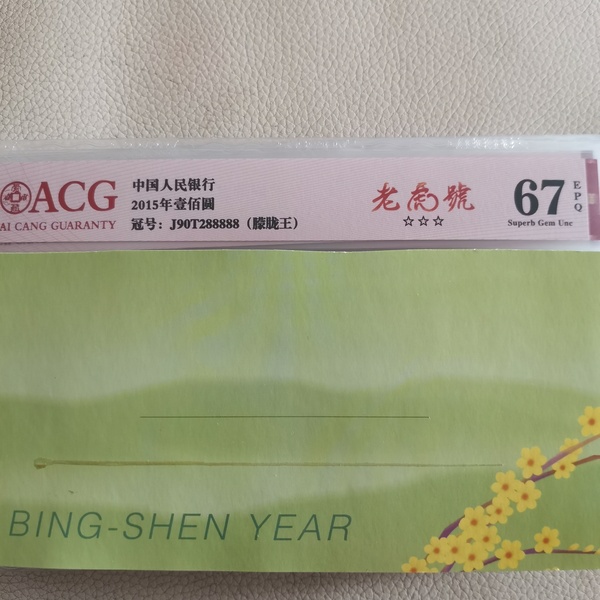 ACG
AI CANG GUARANTY
中国人民银行
2015年壹佰圆
冠号：J90T288888（朦胧王）
老虎號
☆☆☆
67
EPQ
Superb Gem Unc
BING-SHEN YEAR